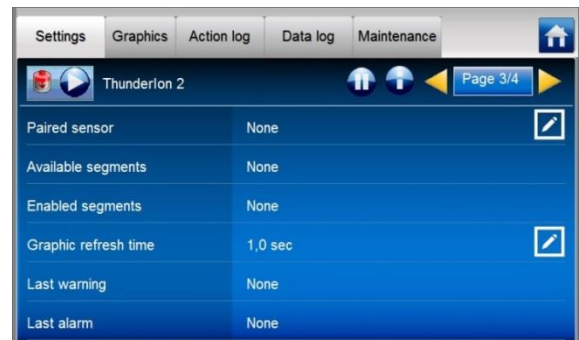 Settings Graphics Action log Data log Maintenance
ThunderIon 2 Page 3/4
Paired sensor None
Available segments None
Enabled segments None
Graphic refresh time 1,0 sec
Last warning None
Last alarm None